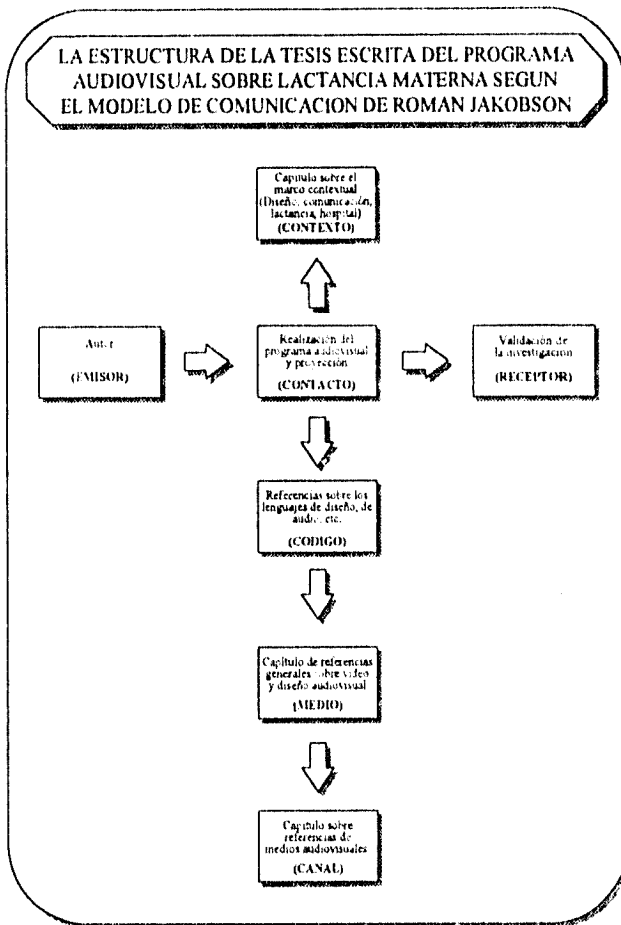 LA ESTRUCTURA DE LA TESIS ESCRITA DEL PROGRAMA
AUDIOVISUAL SOBRE LACTANCIA MATERNA SEGUN
EL MODELO DE COMUNICACION DE ROMAN JAKOBSON
Capítulo sobre el
marco contextual
(Diseño, comunicación,
lactancia, hospital)
(CONTEXTO)
Autor
(EMISOR)
Realización del
programa audiovisual
y proyección
(CONTACTO)
Validación de
la investigación
(RECEPTOR)
Referencias sobre los
lenguajes de diseño, de
audio, etc.
(CODIGO)
Capítulo de referencias
generales sobre video
y diseño audiovisual
(MEDIO)
Capítulo sobre
referencias de
medios audiovisuales
(CANAL)